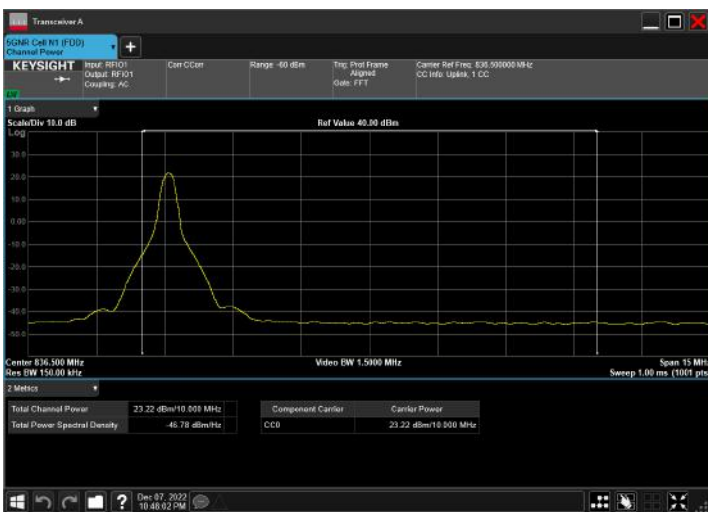 Transceiver A
5GNR Cell N1 (FDD)
Channel Power
KEYSIGHT
Input: RFIO1
Output: RFIO1
Coupling: AC
Corr CCorr
Range: -60 dBm
Trig: Prot Frame
Aligned
Gate: FFT
Carrier Ref Freq: 836.500000 MHz
CC Info: Uplink, 1 CC
1 Graph
Scale/Div 10.0 dB
Ref Value 40.00 dBm
Log
30.0
20.0
10.0
0.00
-10.0
-20.0
-30.0
-40.0
-50.0
Center 836.500 MHz
Video BW 1.5000 MHz
Span 15 MHz
Res BW 150.00 kHz
Sweep 1.00 ms (1001 pts
2 Metrics
Total Channel Power
23.22 dBm/10.000 MHz
Total Power Spectral Density
-46.78 dBm/Hz
Component Carrier
Carrier Power
CC0
23.22 dBm/10.000 MHz
?
Dec 07, 2022
10:48:02 PM